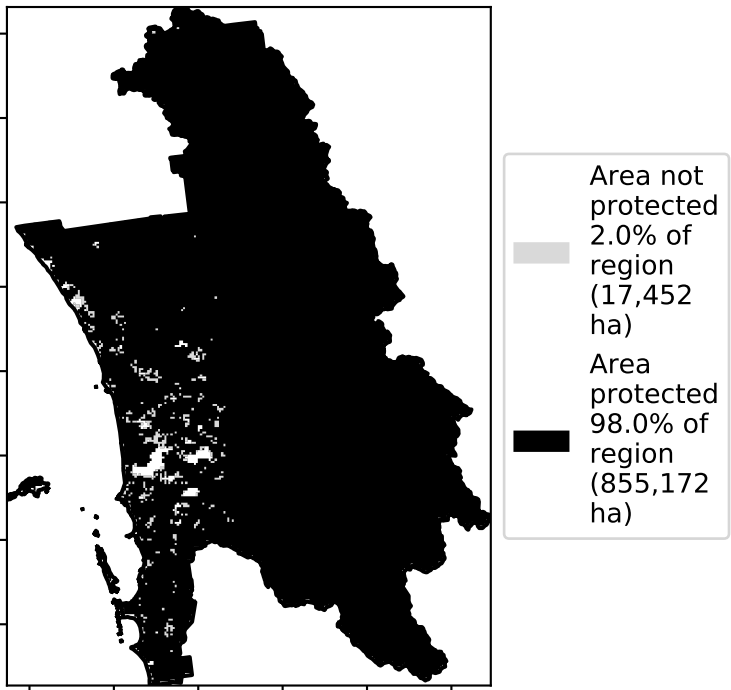 Area not
protected
2.0% of
region
(17,452
ha)
Area
protected
98.0% of
region
(855,172
ha)